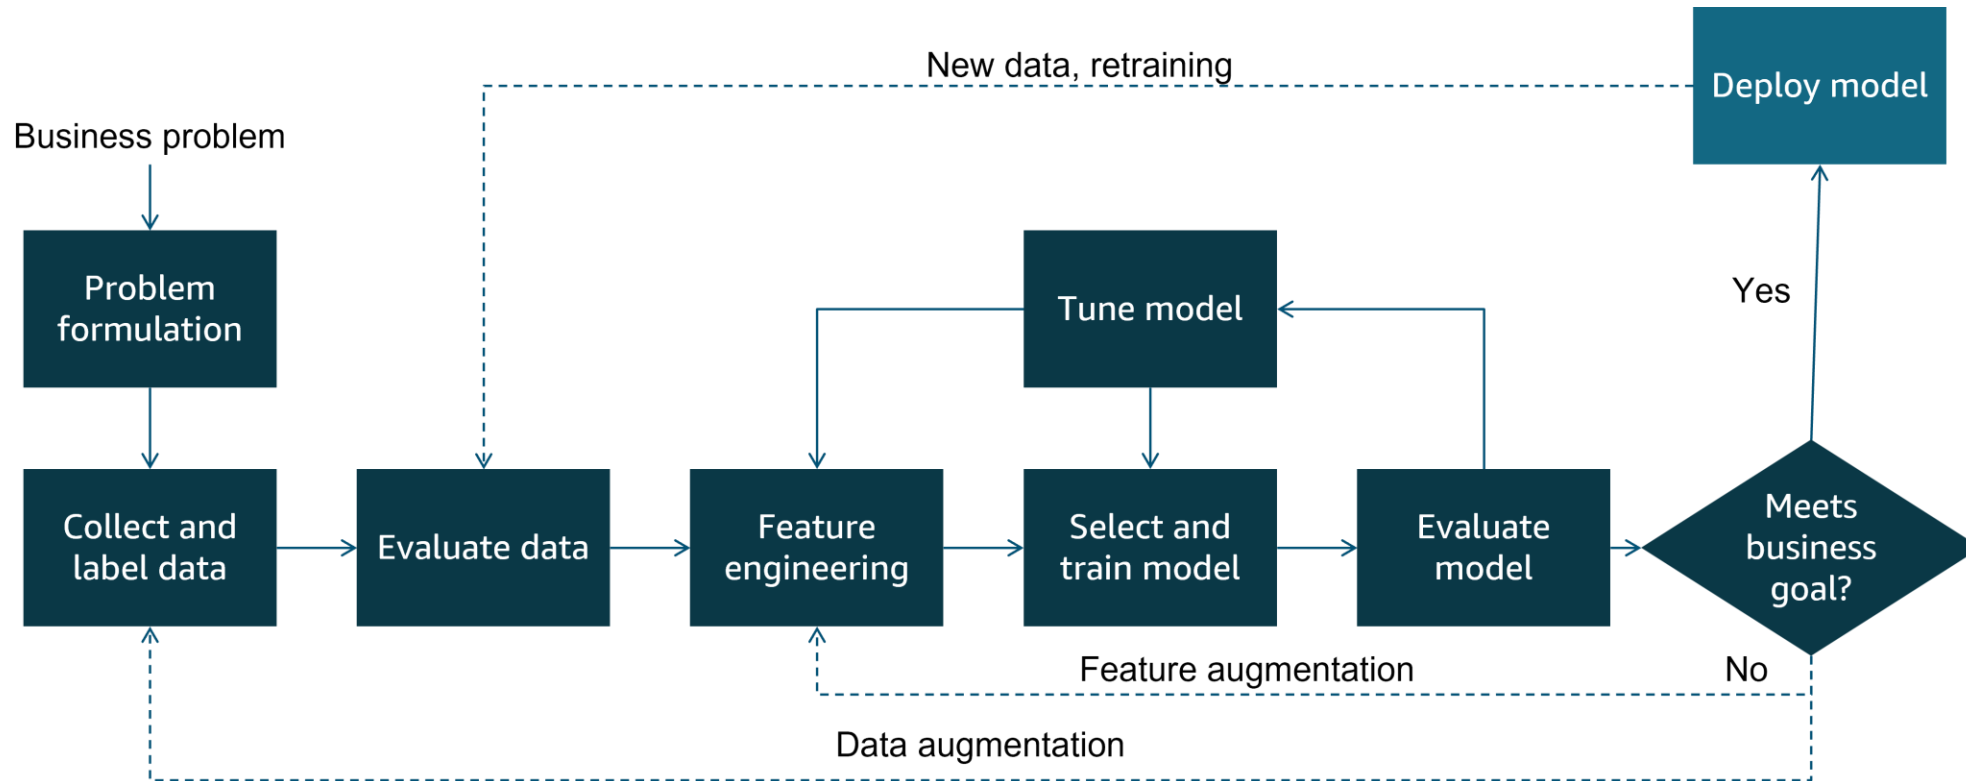 New data, retraining
Deploy model
Business problem
Problem
formulation
Tune model
Yes
Collect and
label data
Evaluate data
Feature
engineering
Select and
train model
Evaluate
model
Meets
business
goal?
Feature augmentation
No
Data augmentation